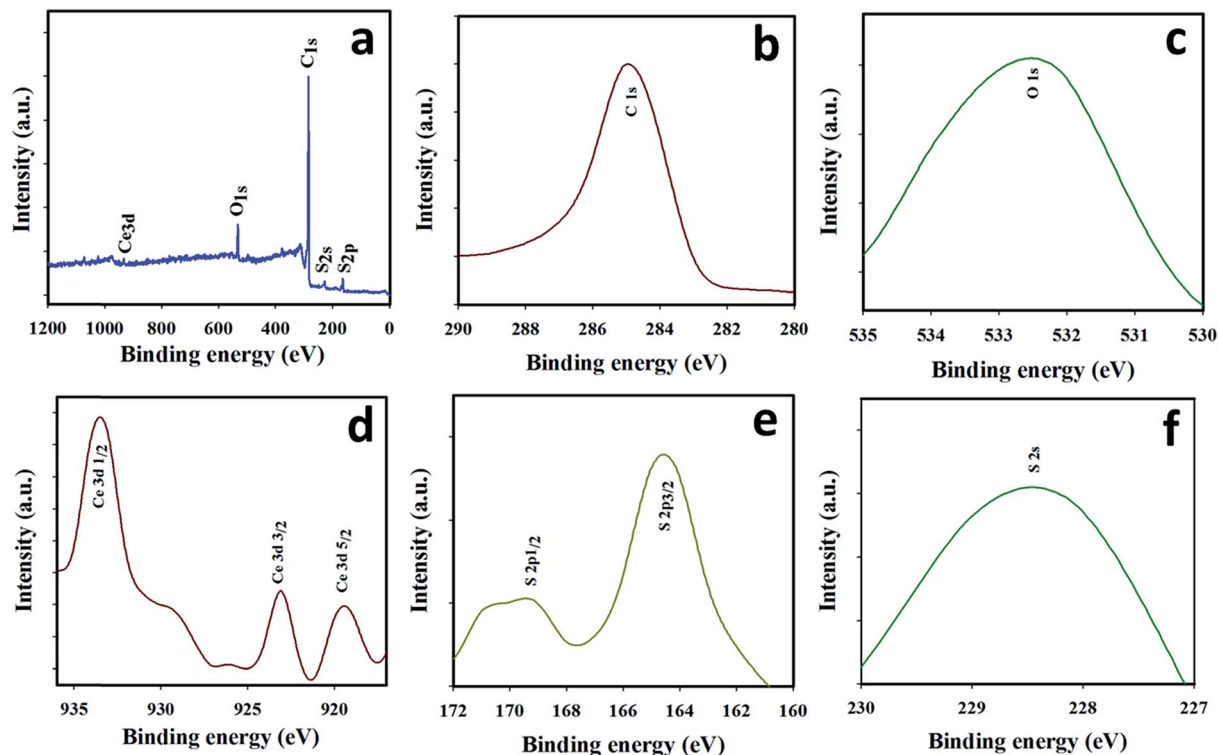 a
Intensity (a.u.)
Ce3d
O1s
C1s
S2s
S2p
1200 1000 800 600 400 200 0
Binding energy (eV)
b
Intensity (a.u.)
C 1s
290 288 286 284 282 280
Binding energy (eV)
c
Intensity (a.u.)
O 1s
535 534 533 532 531 530
Binding energy (eV)
d
Intensity (a.u.)
Ce 3d 1/2
Ce 3d 3/2
Ce 3d 5/2
935 930 925 920
Binding energy (eV)
e
Intensity (a.u.)
S 2p1/2
S 2p3/2
172 170 168 166 164 162 160
Binding energy (eV)
f
Intensity (a.u.)
S 2s
230 229 228 227
Binding energy (eV)